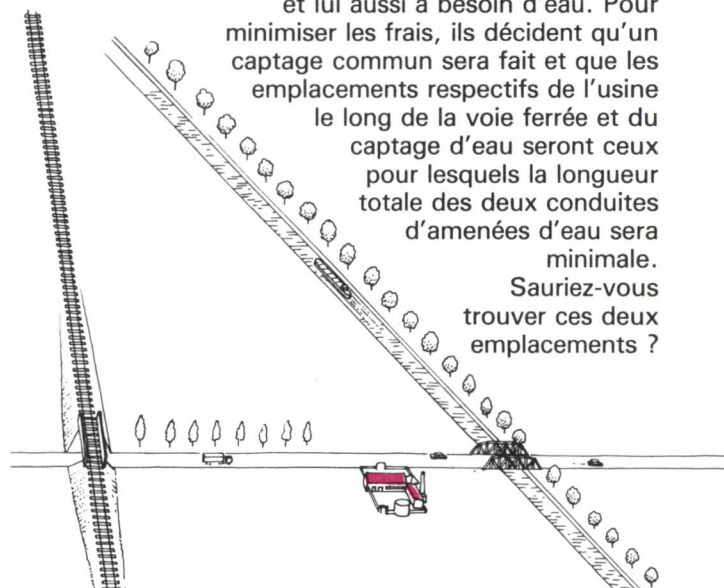 et lui aussi a besoin d'eau. Pour
minimiser les frais, ils décident qu'un
captage commun sera fait et que les
emplacements respectifs de l'usine
le long de la voie ferrée et du
captage d'eau seront ceux
pour lesquels la longueur
totale des deux conduites
d'amenées d'eau sera
minimale.
Sauriez-vous
trouver ces deux
emplacements ?